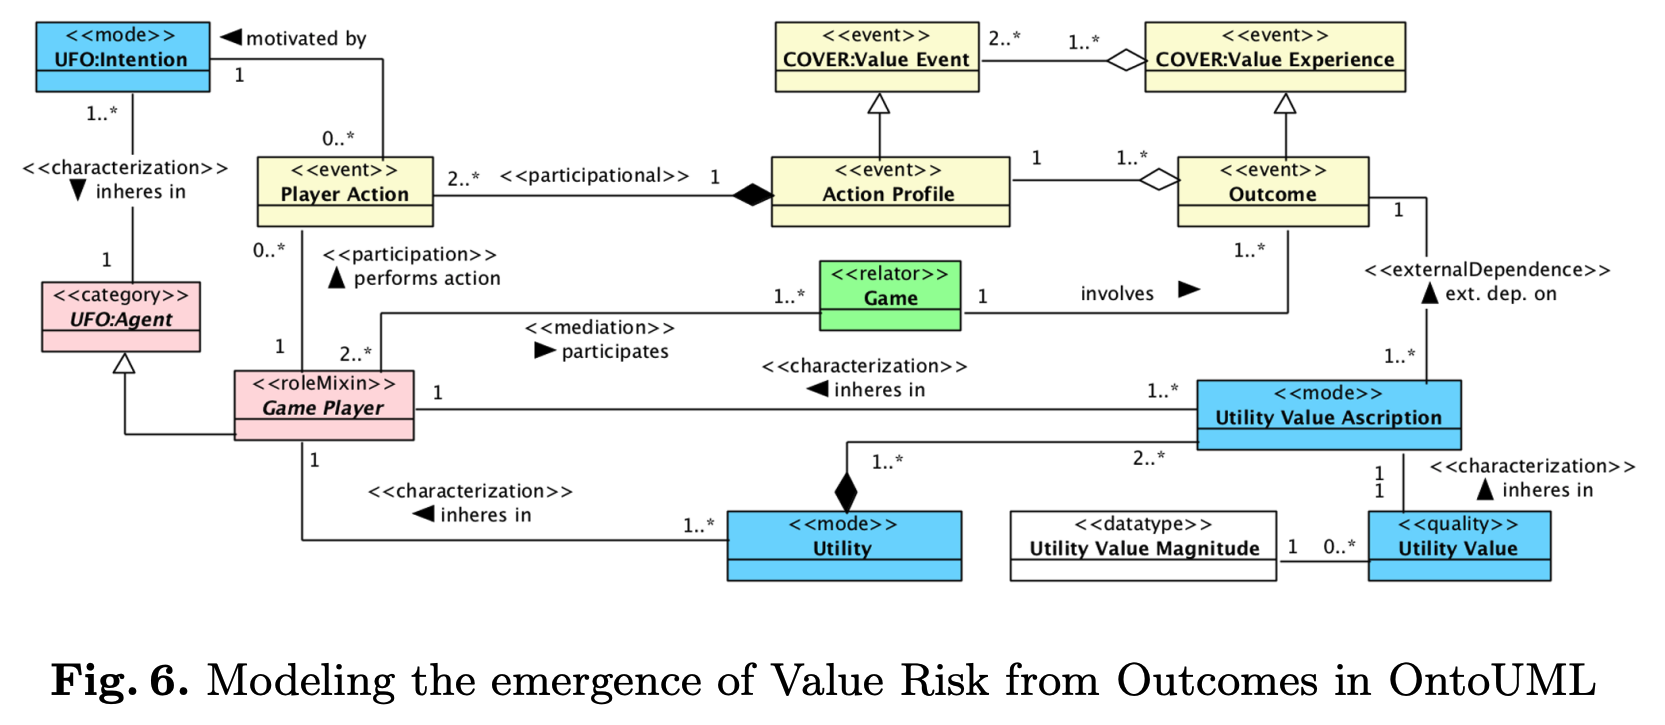 <<mode>>
UFO:Intention
motivated by
1
0..*
1..*
<<characterization>>
inheres in
1
<<category>>
UFO:Agent
<<event>>
COVER:Value Event
2..*
1..*
<<event>>
COVER:Value Experience
<<event>>
Player Action
2..*
<<participational>>
1
<<event>>
Action Profile
1
1..*
<<event>>
Outcome
1
0..*
<<participation>>
performs action
1
2..*
1..*
<<relator>>
Game
1
involves
1..*
<<mediation>>
participates
<<externalDependence>>
ext. dep. on
1..*
<<roleMixin>>
Game Player
1
<<characterization>>
inheres in
1..*
<<mode>>
Utility Value Ascription
1
<<characterization>>
inheres in
1..*
1..*
2..*
<<mode>>
Utility
1
1
<<characterization>>
inheres in
<<datatype>>
Utility Value Magnitude
1
0..*
<<quality>>
Utility Value
Fig. 6. Modeling the emergence of Value Risk from Outcomes in OntoUML